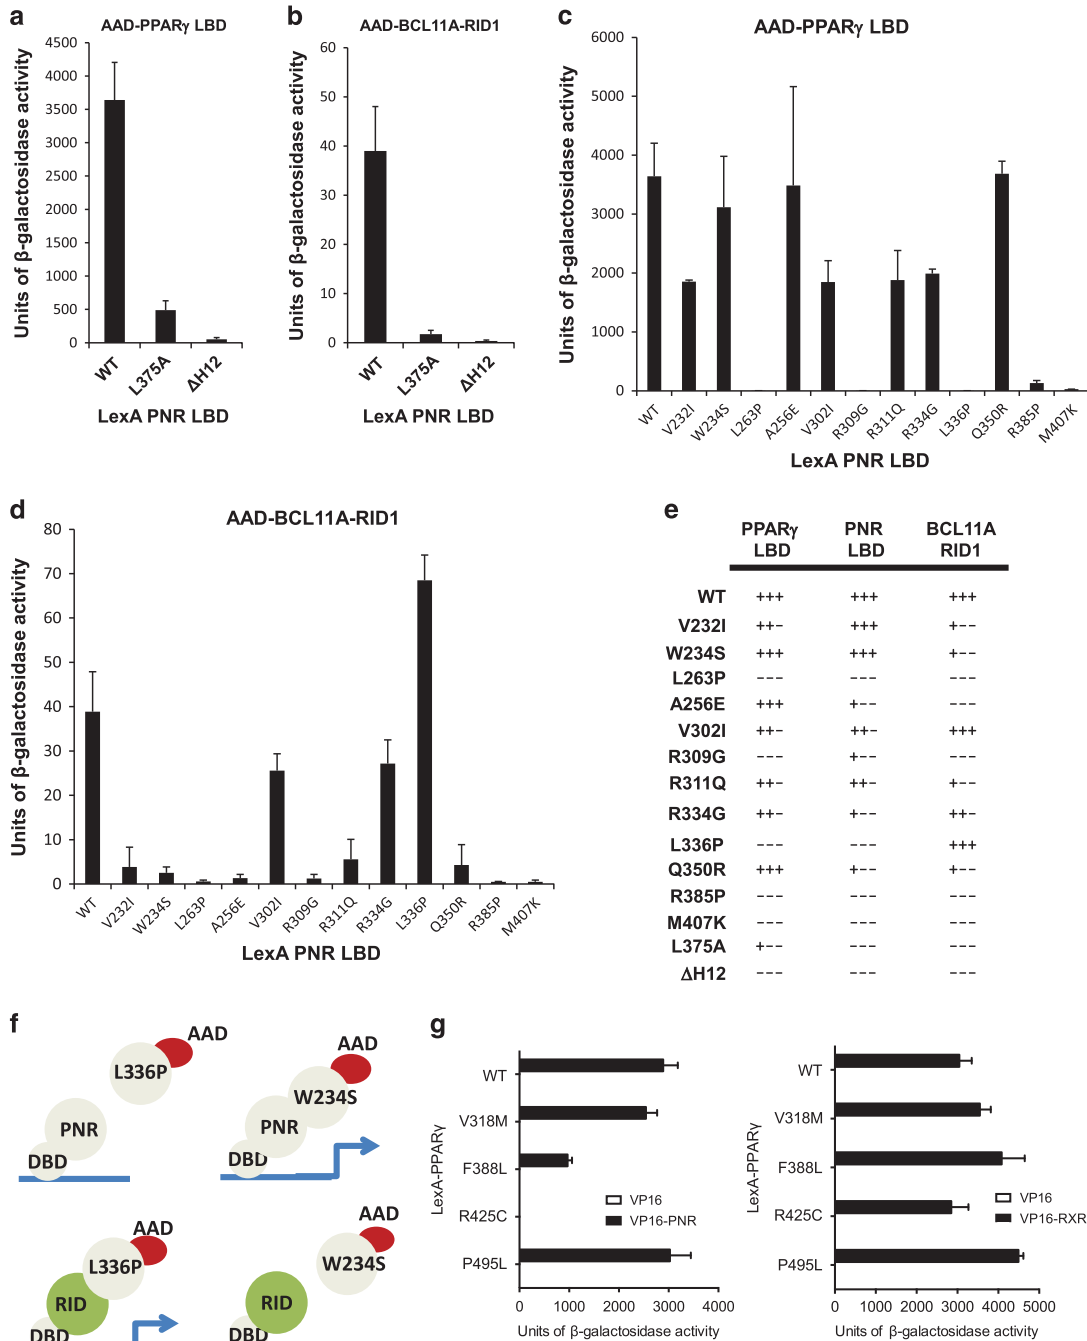 a
AAD-PPARγ LBD
Units of β-galactosidase activity
4500
4000
3500
3000
2500
2000
1500
1000
500
0
WT
L375A
ΔH12
LexA PNR LBD
b
AAD-BCL11A-RID1
Units of β-galactosidase activity
60
50
40
30
20
10
0
WT
L375A
ΔH12
LexA PNR LBD
c
AAD-PPARγ LBD
Units of β-galactosidase activity
6000
5000
4000
3000
2000
1000
0
WT
V232I
W234S
L263P
A256E
V302I
R309G
R311Q
R334G
L336P
Q350R
R385P
M407K
LexA PNR LBD
d
AAD-BCL11A-RID1
Units of β-galactosidase activity
80
70
60
50
40
30
20
10
0
WT
V232I
W234S
L263P
A256E
V302I
R309G
R311Q
R334G
L336P
Q350R
R385P
M407K
LexA PNR LBD
e
PPARγ LBD PNR LBD BCL11A RID1
WT +++ +++ +++
V232I ++- +++ +--
W234S +++ +++ +--
L263P --- --- ---
A256E +++ +-- ---
V302I ++- ++- +++
R309G --- +-- ---
R311Q ++- ++- +--
R334G ++- +-- ++-
L336P --- --- +++
Q350R +++ +-- +--
R385P --- --- ---
M407K --- --- ---
L375A +-- --- ---
ΔH12 --- --- ---
f
AAD
L336P
PNR
DBD
AAD
W234S
PNR
DBD
AAD
L336P
RID
DBD
AAD
W234S
RID
DBD
g
LexA-PPARγ
WT
V318M
F388L
R425C
P495L
VP16
VP16-PNR
0 1000 2000 3000 4000
Units of β-galactosidase activity
LexA-PPARγ
WT
V318M
F388L
R425C
P495L
VP16
VP16-RXR
0 1000 2000 3000 4000 5000
Units of β-galactosidase activity